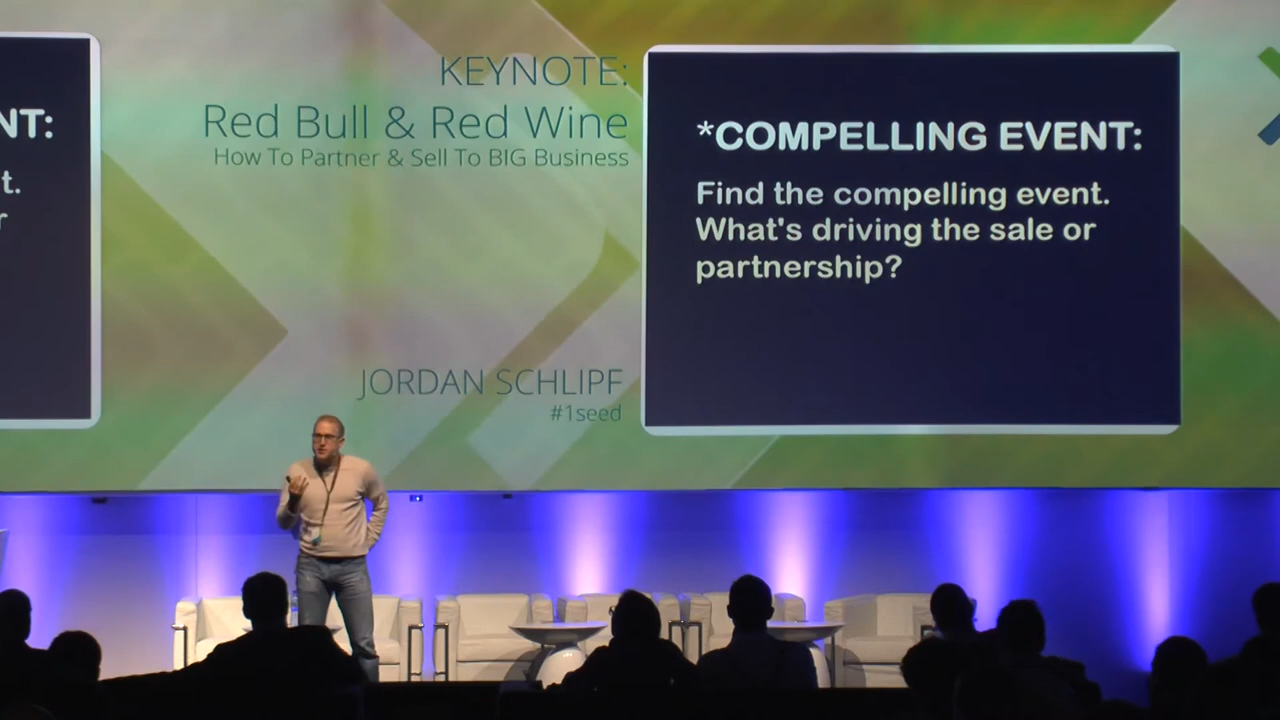 NT:
t.
r
KEYNOTE:
Red Bull & Red Wine
How To Partner & Sell To BIG Business
JORDAN SCHLIPF
#1seed
*COMPELLING EVENT:
Find the compelling event.
What's driving the sale or
partnership?